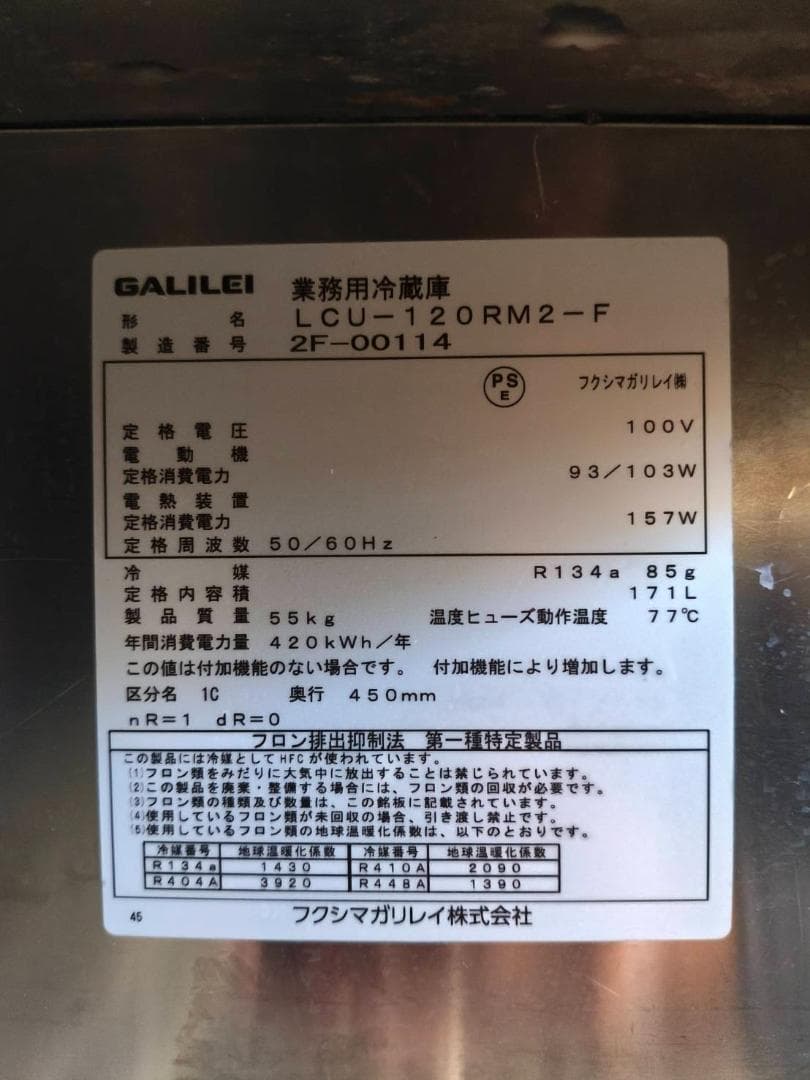 GALILEI 業務用冷蔵庫
形名 LCU-120RM2-F
製造番号 2F-00114
PSE フクシマガリレイ㈱
定格電圧 100V
電動機
定格消費電力 93/103W
電熱装置
定格消費電力 157W
定格周波数 50/60Hz
冷媒 R134a 85g
定格内容積 171L
製品質量 55kg 温度ヒューズ動作温度 77℃
年間消費電力量 420kWh/年
この値は付加機能のない場合です。 付加機能により増加します。
区分名 1C 奥行 450mm
nR=1 dR=0
フロン排出抑制法 第一種特定製品
この製品には冷媒としてHFCが使われています。
(1)フロン類をみだりに大気中に放出することは禁じられています。
(2)この製品を廃棄・整備する場合には、フロン類の回収が必要です。
(3)フロン類の種類及び数量は、この銘板に記載されています。
(4)使用しているフロン類が未回収の場合、引き渡し禁止です。
(5)使用しているフロン類の地球温暖化係数は、以下のとおりです。
冷媒番号 地球温暖化係数 冷媒番号 地球温暖化係数
R134a 1430 R410A 2090
R404A 3920 R448A 1390
45 フクシマガリレイ株式会社